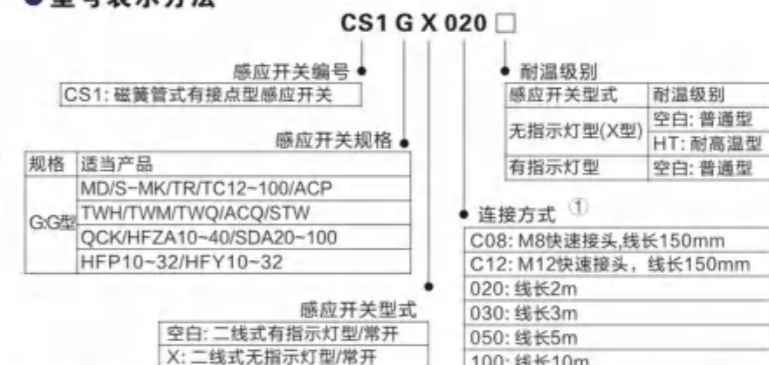 ●型号表示方法
CS1 G X 020 □
感应开关编号
CS1: 磁簧管式有接点型感应开关
感应开关规格
规格 适当产品
G:G型
MD/S-MK/TR/TC12~100/ACP
TWH/TWM/TWQ/ACQ/STW
QCK/HFZA10~40/SDA20~100
HFP10~32/HFY10~32
感应开关型式
空白: 二线式有指示灯型/常开
X: 二线式无指示灯型/常开
耐温级别
感应开关型式 耐温级别
无指示灯型(X型) 空白: 普通型
HT: 耐高温型
有指示灯型 空白: 普通型
连接方式 ①
C08: M8快速接头,线长150mm
C12: M12快速接头，线长150mm
020: 线长2m
030: 线长3m
050: 线长5m
100: 线长10m